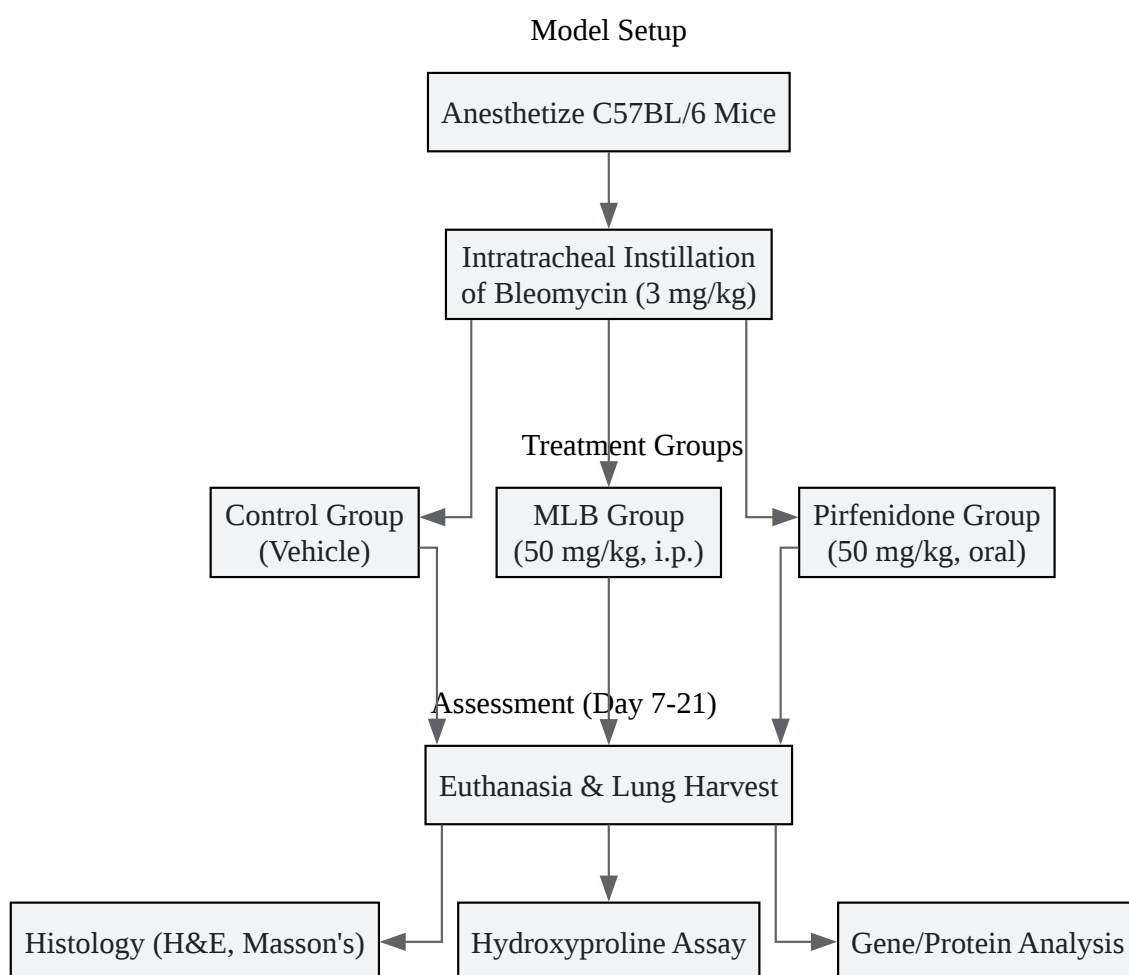 Model Setup
Anesthetize C57BL/6 Mice
Intratracheal Instillation
of Bleomycin (3 mg/kg)
Treatment Groups
Control Group
(Vehicle)
MLB Group
(50 mg/kg, i.p.)
Pirfenidone Group
(50 mg/kg, oral)
Assessment (Day 7-21)
Euthanasia & Lung Harvest
Histology (H&E, Masson's)
Hydroxyproline Assay
Gene/Protein Analysis